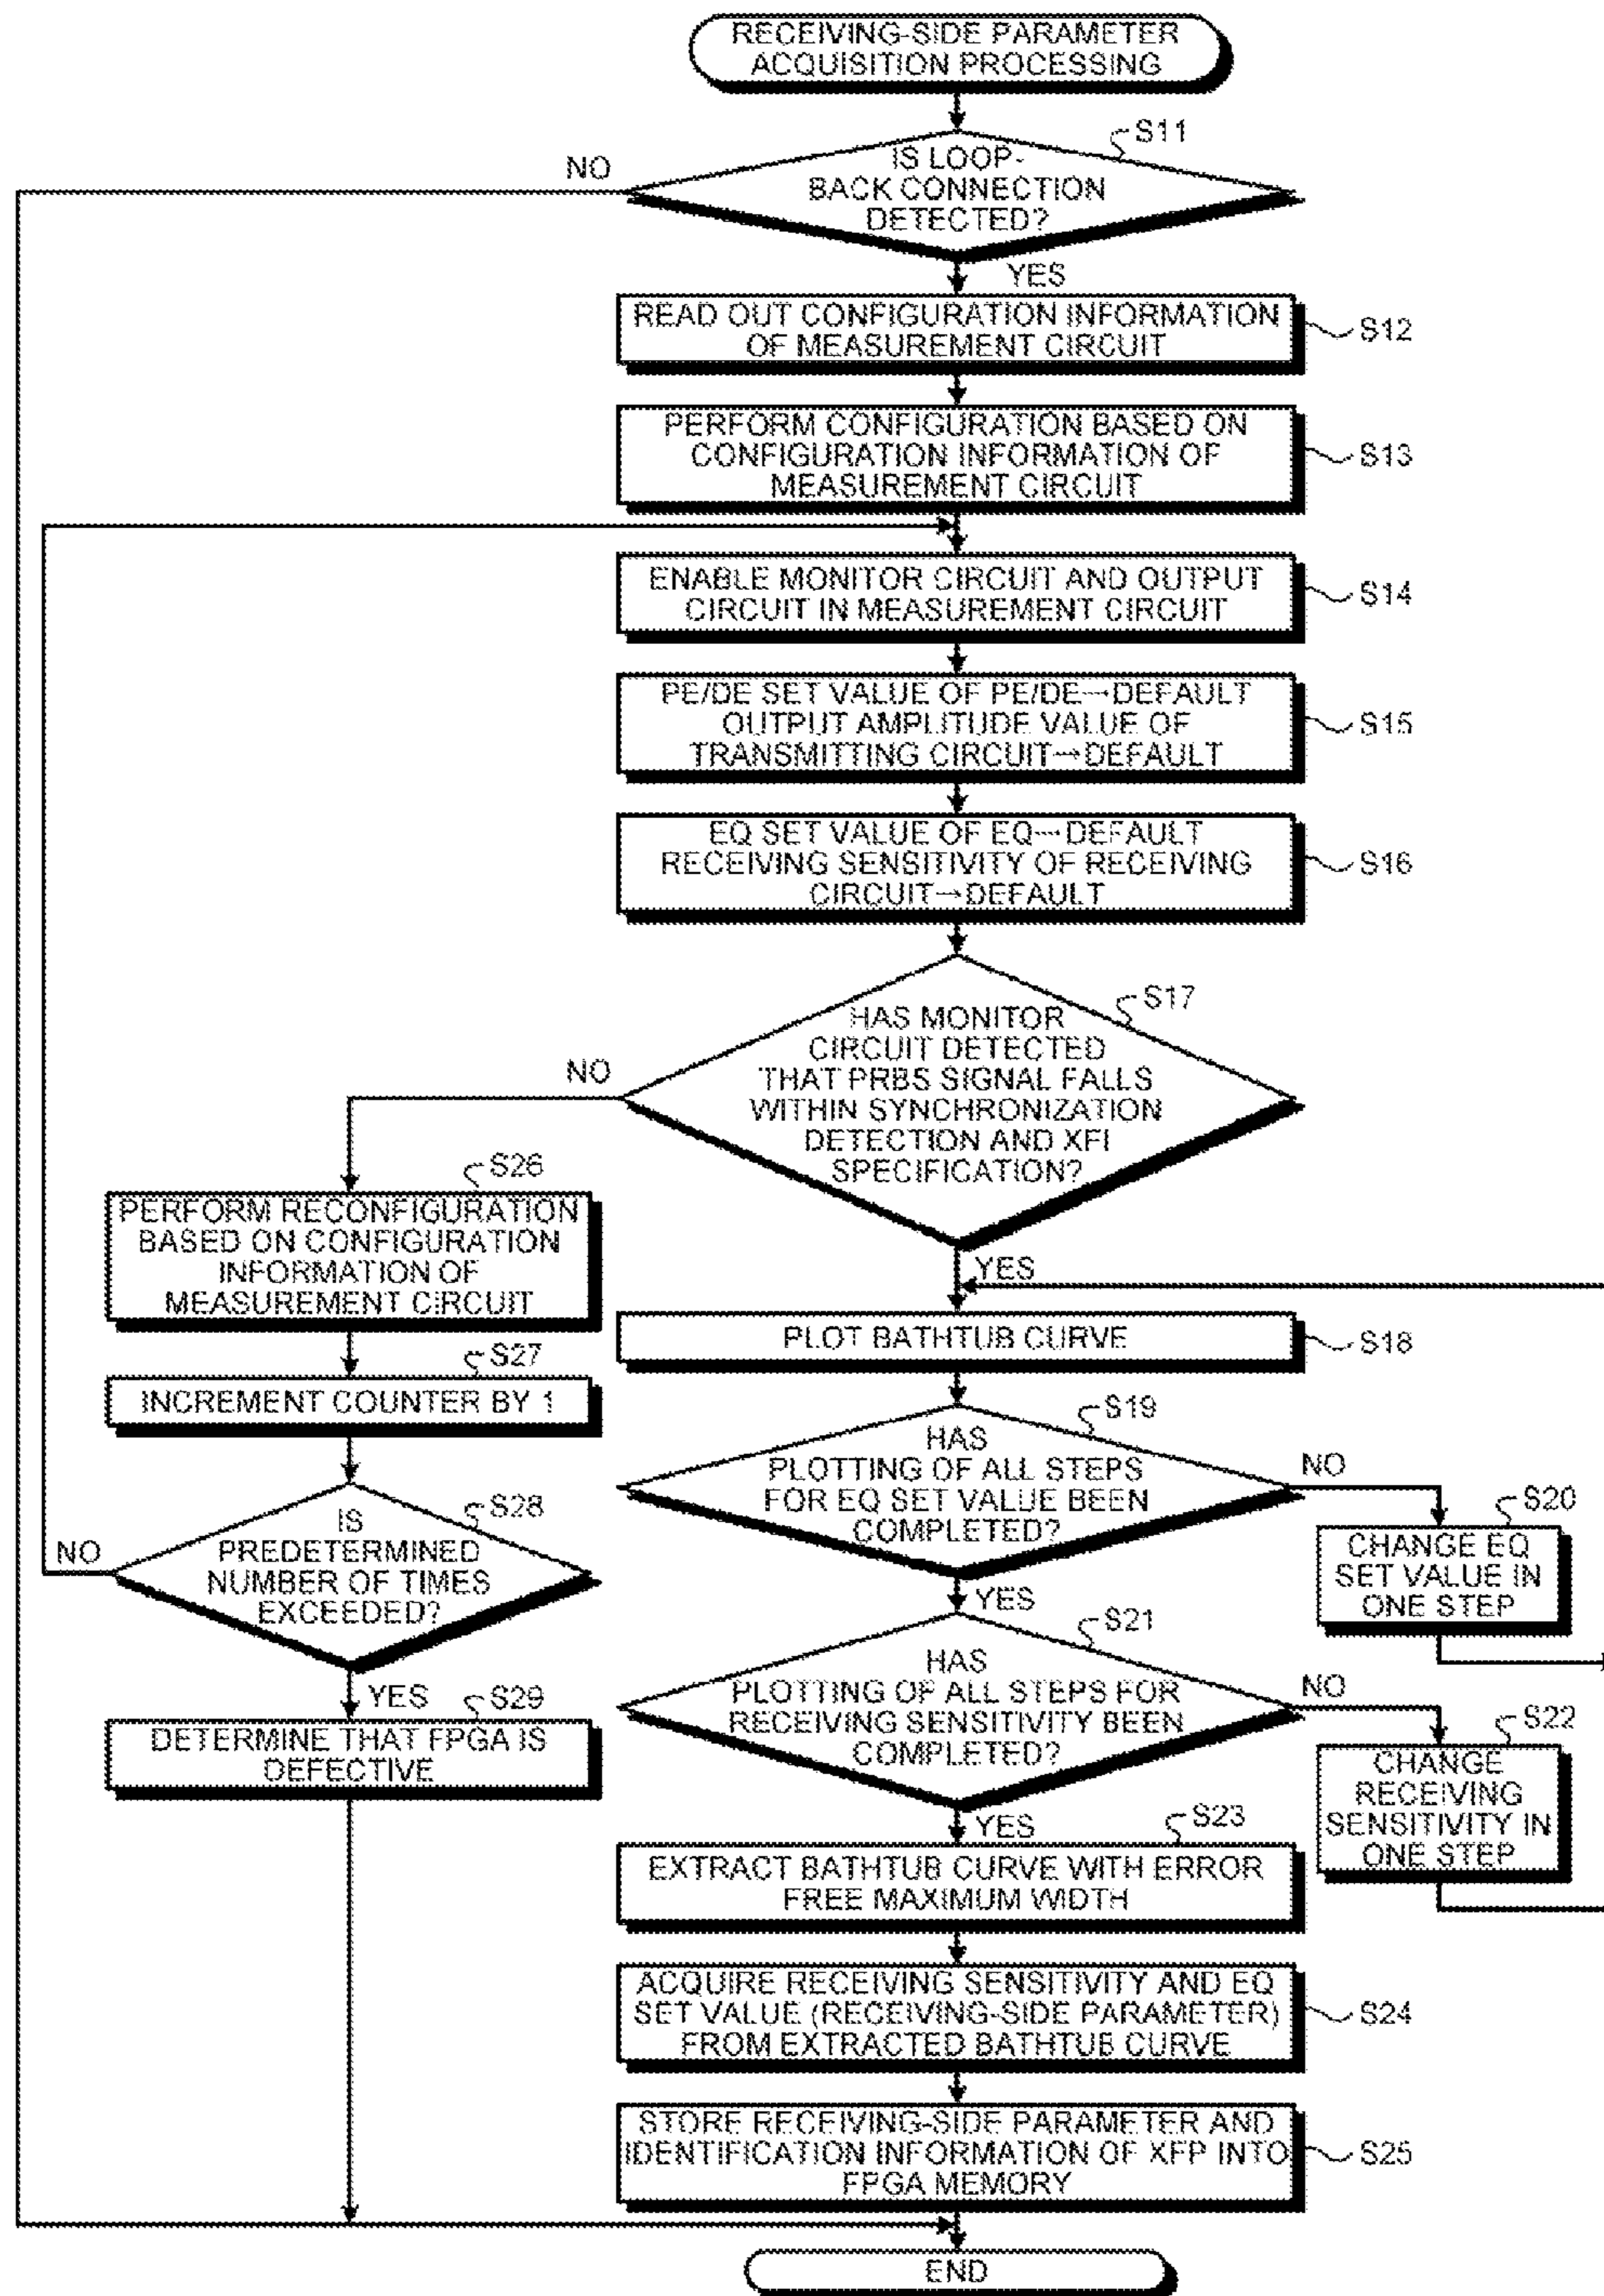 RECEIVING-SIDE PARAMETER
ACQUISITION PROCESSING
S11
NO
IS LOOP-
BACK CONNECTION
DETECTED?
YES
READ OUT CONFIGURATION INFORMATION
OF MEASUREMENT CIRCUIT
S12
PERFORM CONFIGURATION BASED ON
CONFIGURATION INFORMATION OF
MEASUREMENT CIRCUIT
S13
ENABLE MONITOR CIRCUIT AND OUTPUT
CIRCUIT IN MEASUREMENT CIRCUIT
S14
PE/DE SET VALUE OF PE/DE→DEFAULT
OUTPUT AMPLITUDE VALUE OF
TRANSMITTING CIRCUIT→DEFAULT
S15
EQ SET VALUE OF EQ→DEFAULT
RECEIVING SENSITIVITY OF RECEIVING
CIRCUIT→DEFAULT
S16
S17
NO
HAS MONITOR
CIRCUIT DETECTED
THAT PRBS SIGNAL FALLS
WITHIN SYNCHRONIZATION
DETECTION AND XFI
SPECIFICATION?
YES
S26
PERFORM RECONFIGURATION
BASED ON CONFIGURATION
INFORMATION OF
MEASUREMENT CIRCUIT
S27
INCREMENT COUNTER BY 1
S28
NO
IS
PREDETERMINED
NUMBER OF TIMES
EXCEEDED?
YES
S29
DETERMINE THAT FPGA IS
DEFECTIVE
PLOT BATHTUB CURVE
S18
S19
HAS
PLOTTING OF ALL STEPS
FOR EQ SET VALUE BEEN
COMPLETED?
NO
YES
S20
CHANGE EQ
SET VALUE IN
ONE STEP
S21
HAS
PLOTTING OF ALL STEPS FOR
RECEIVING SENSITIVITY BEEN
COMPLETED?
NO
YES
S22
CHANGE
RECEIVING
SENSITIVITY IN
ONE STEP
S23
EXTRACT BATHTUB CURVE WITH ERROR
FREE MAXIMUM WIDTH
ACQUIRE RECEIVING SENSITIVITY AND EQ
SET VALUE (RECEIVING-SIDE PARAMETER)
FROM EXTRACTED BATHTUB CURVE
S24
STORE RECEIVING-SIDE PARAMETER AND
IDENTIFICATION INFORMATION OF XFP INTO
FPGA MEMORY
S25
END